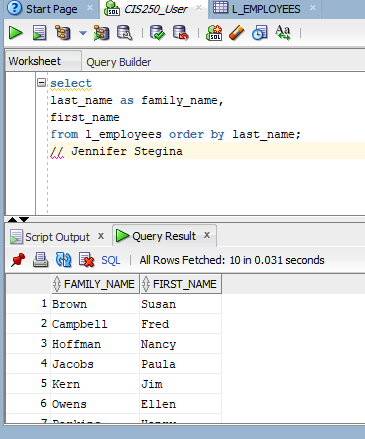 Start Page CIS250_User L_EMPLOYEES
SQL Aa
Worksheet Query Builder
select
last_name as family_name,
first_name
from l_employees order by last_name;
// Jennifer Stegina
Script Output x Query Result x
SQL All Rows Fetched: 10 in 0.031 seconds
FAMILY_NAME FIRST_NAME
1 Brown Susan
2 Campbell Fred
3 Hoffman Nancy
4 Jacobs Paula
5 Kern Jim
6 Owens Ellen
7